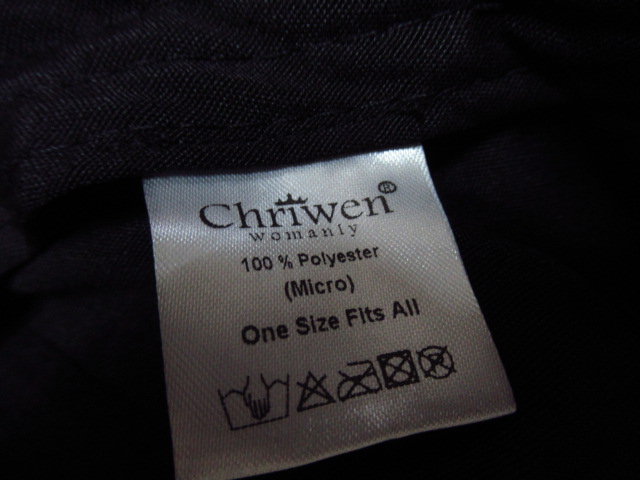 Chriwen®
womanly
100 % Polyester
(Micro)
One Size Fits All